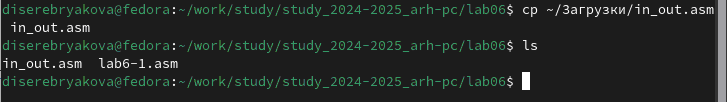 diserebryakova@fedora:~/work/study/study_2024-2025_arh-pc/lab06$ cp ~/Загрузки/in_out.asm
in_out.asm
diserebryakova@fedora:~/work/study/study_2024-2025_arh-pc/lab06$ ls
in_out.asm  lab6-1.asm
diserebryakova@fedora:~/work/study/study_2024-2025_arh-pc/lab06$